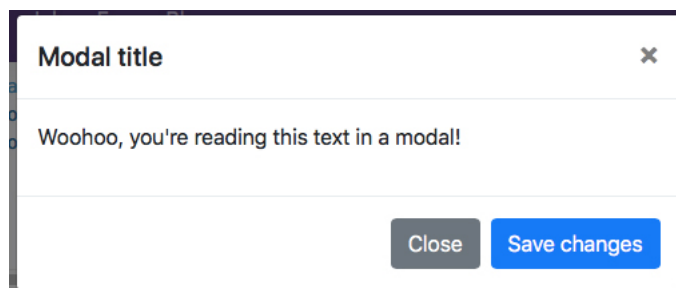 Modal title
×
Woohoo, you're reading this text in a modal!
Close
Save changes